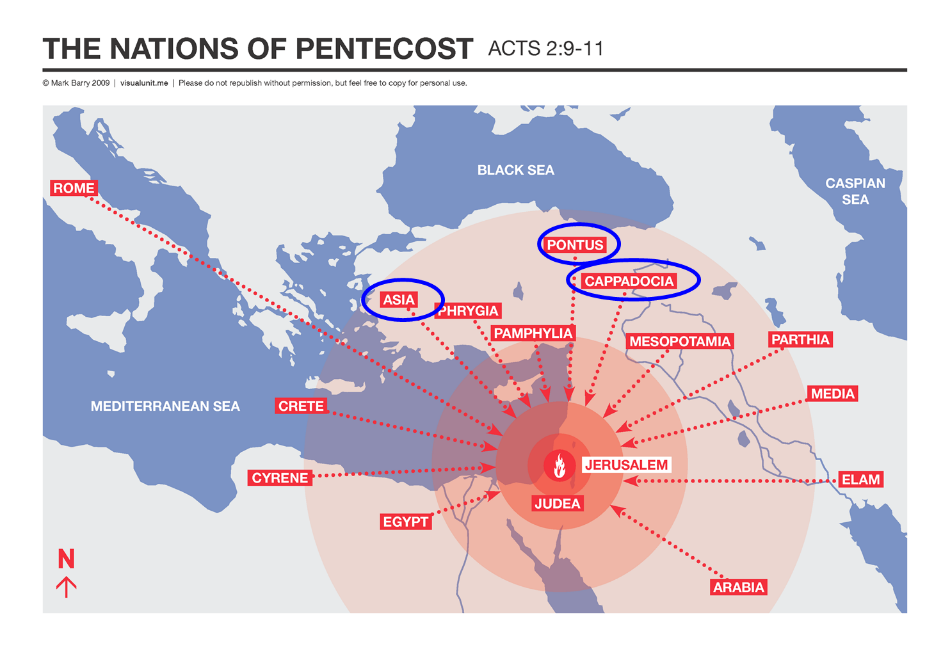 THE NATIONS OF PENTECOST ACTS 2:9-11
© Mark Barry 2009 | visualunit.me | Please do not republish without permission, but feel free to copy for personal use.
BLACK SEA
CASPIAN
SEA
ROME
PONTUS
CAPPADOCIA
ASIA
PHRYGIA
PAMPHYLIA
MESOPOTAMIA
PARTHIA
MEDIA
MEDITERRANEAN SEA
CRETE
JERUSALEM
CYRENE
ELAM
JUDEA
EGYPT
N
ARABIA